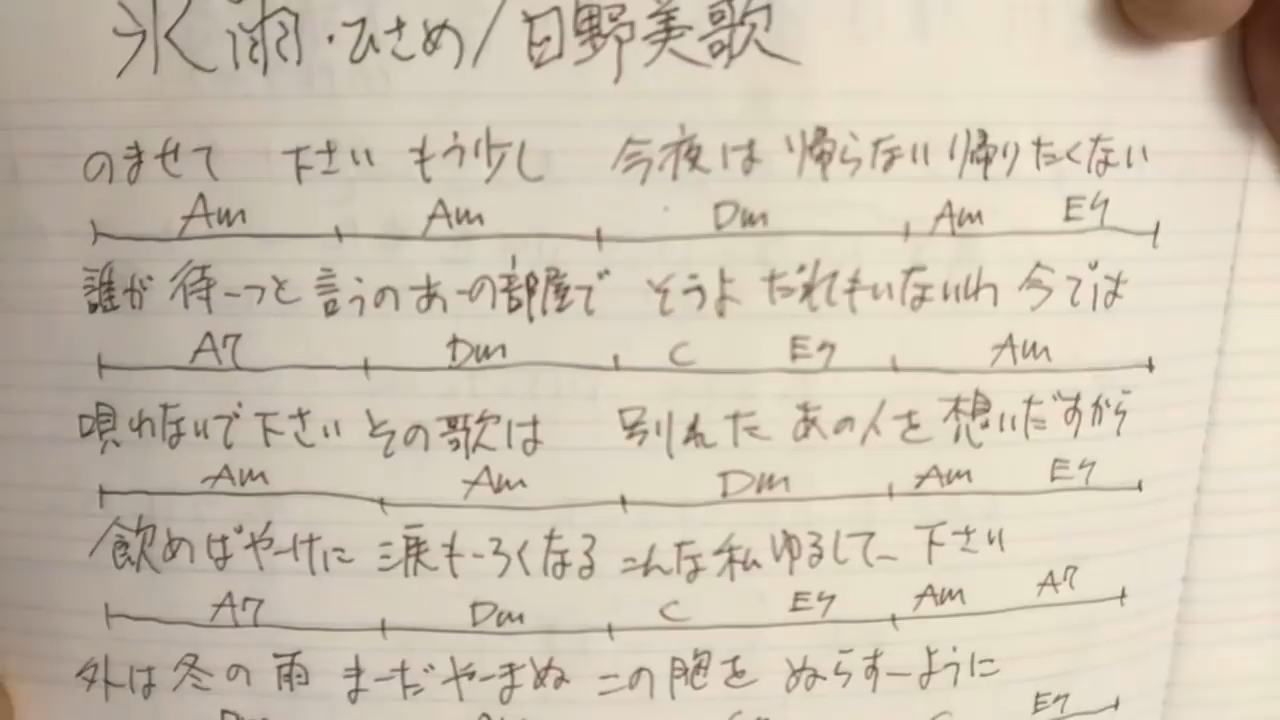 氷雨・ひさめ/日野美歌
のませて 下さい もう少し 今夜は 帰らない 帰りたくない
Am Am Dm Am E7
誰が 待ーつと 言うの あーの部屋で そうよ だれもいないわ 今では
A7 Dm C E7 Am
唄わないで下さい その歌は 別れた あの人を 想いだすから
Am Am Dm Am E7
飲めばやーけに 涙もーろくなる こんな私 ゆるしてー 下さい
A7 Dm C E7 Am A7
外は 冬の 雨 まーだ やーまぬ この胸を ぬらすーように
E7